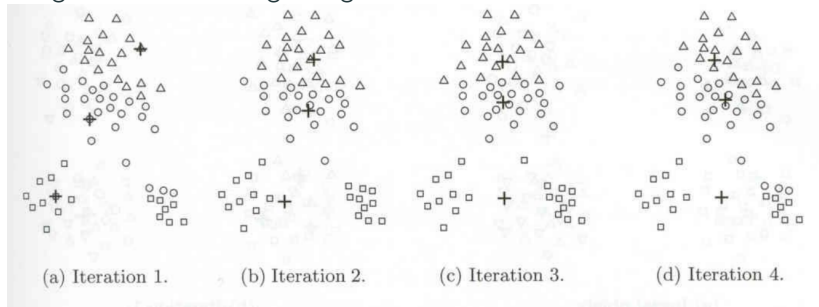 (a) Iteration 1.
(b) Iteration 2.
(c) Iteration 3.
(d) Iteration 4.